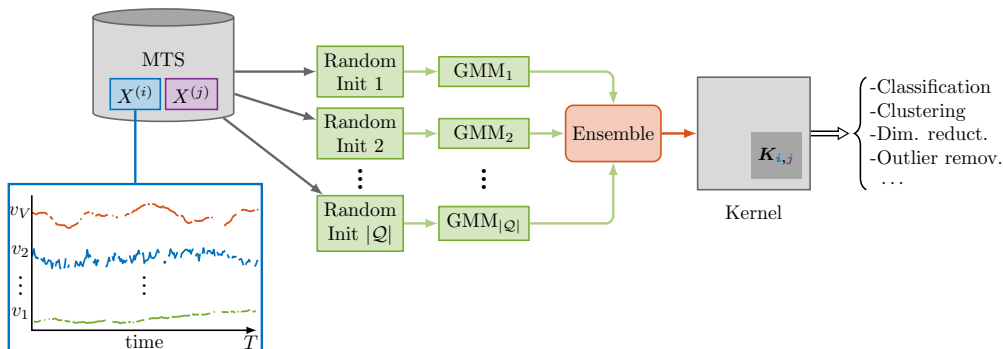 MTS
X^{(i)}
X^{(j)}
Random
Init 1
GMM_1
Random
Init 2
GMM_2
⋮
⋮
Random
Init |𝒬|
GMM_{|𝒬|}
Ensemble
K_{i,j}
Kernel
-Classification
-Clustering
-Dim. reduct.
-Outlier remov.
...
v_V
v_2
⋮
⋮
v_1
time
T